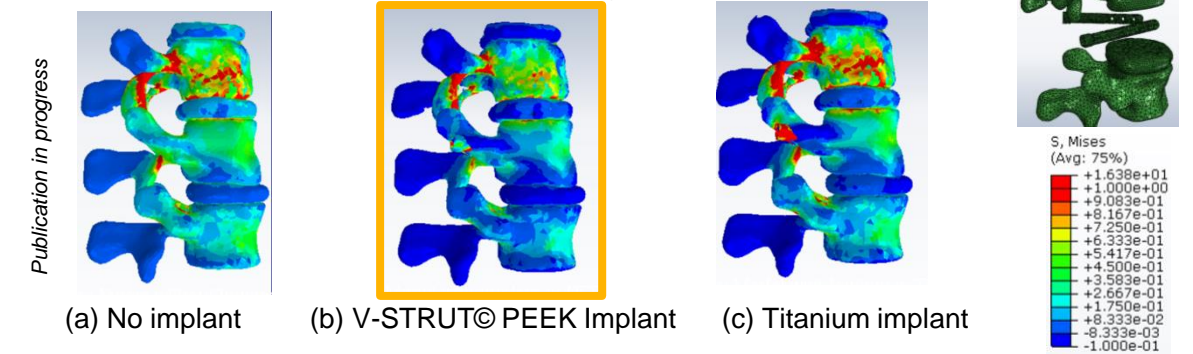 Publication in progress
(a) No implant
(b) V-STRUT© PEEK Implant
(c) Titanium implant
S, Mises
(Avg: 75%)
+1.638e+01
+1.000e+00
+9.083e-01
+8.167e-01
+7.250e-01
+6.333e-01
+5.417e-01
+4.500e-01
+3.583e-01
+2.667e-01
+1.750e-01
+8.333e-02
-8.333e-03
-1.000e-01